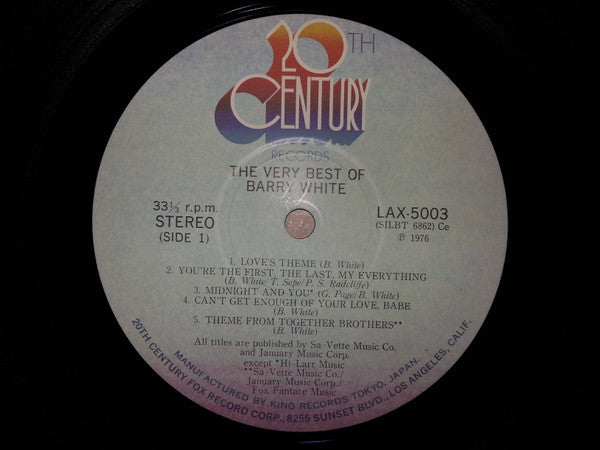 20TH
CENTURY
RECORDS
THE VERY BEST OF
BARRY WHITE
33⅓ r.p.m.
STEREO
(SIDE 1)
LAX-5003
(SILBT 6862) Ce
℗ 1976
1. LOVE'S THEME (B. White)
2. YOU'RE THE FIRST, THE LAST, MY EVERYTHING
(B. White/T. Sepe/P. S. Radcliffe)
3. MIDNIGHT AND YOU* (G. Page/B. White)
4. CAN'T GET ENOUGH OF YOUR LOVE, BABE
(B. White)
5. THEME FROM TOGETHER BROTHERS**
(B. White)
All titles are published by Sa-Vette Music Co.
and January Music Corp.
except *Hi-Larr Music
**Sa-Vette Music Co./
January Music Corp./
Fox Fanfare Music
MANUFACTURED BY KING RECORDS TOKYO, JAPAN.
20TH CENTURY FOX RECORD CORP., 8255 SUNSET BLVD., LOS ANGELES, CALIF.